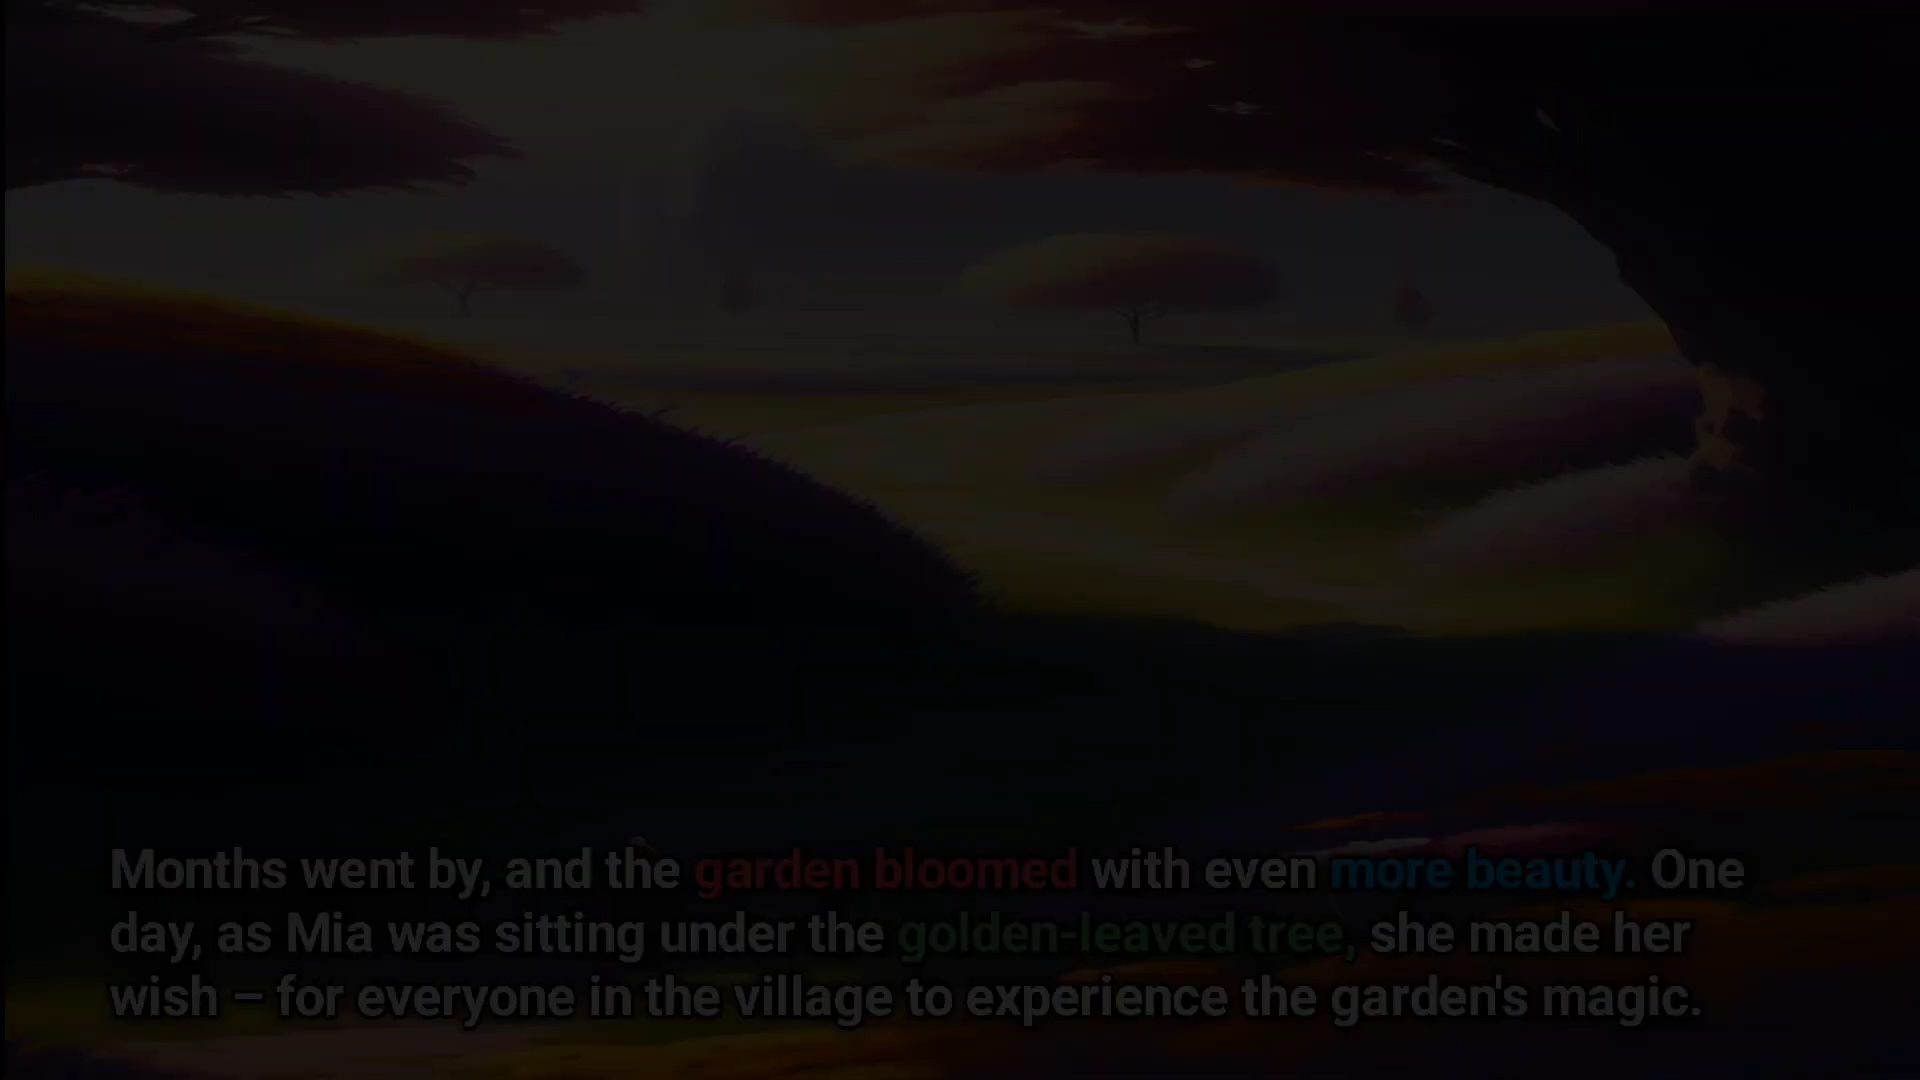 Months went by, and the garden bloomed with even more beauty. One
day, as Mia was sitting under the golden-leaved tree, she made her
wish – for everyone in the village to experience the garden's magic.